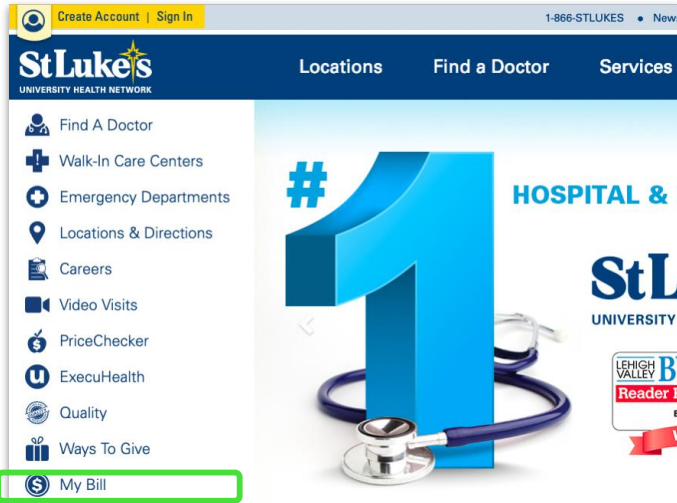 Create Account | Sign In
1-866-STLUKES •
StLuke's
UNIVERSITY HEALTH NETWORK
Locations Find a Doctor Services
Find A Doctor
Walk-In Care Centers
Emergency Departments
Locations & Directions
Careers
Video Visits
PriceChecker
ExecuHealth
Quality
Ways To Give
My Bill
#1
HOSPITAL &
UNIVERSITY
LEHIGH
VALLEY
Reader